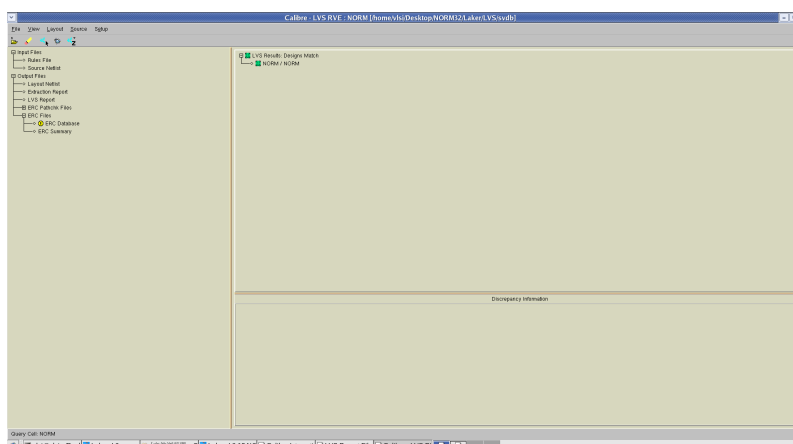 Calibre - LVS RVE : NORM [/home/vlsi/Desktop/NORM32/Laker/LVS/svdb]
File View Layout Source Setup
Input Files
Rules File
Source Netlist
Output Files
Layout Netlist
Extraction Report
LVS Report
ERC Pathchk Files
ERC Files
ERC Database
ERC Summary
LVS Results: Designs Match
NORM / NORM
Discrepancy Information
Query Cell: NORM